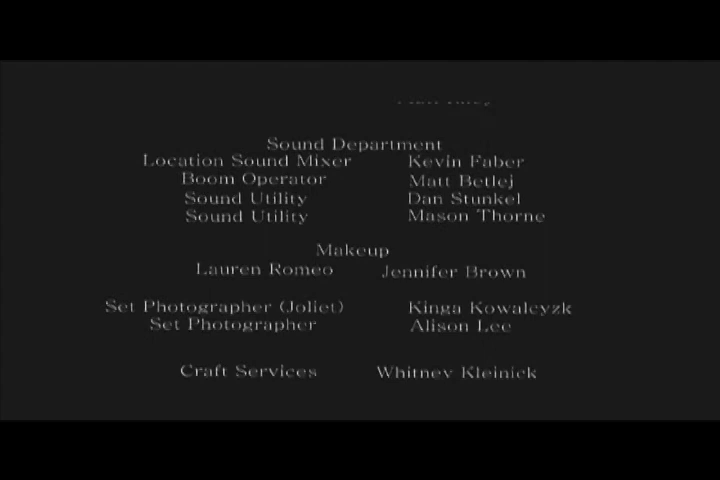 Sound Department
Location Sound Mixer Kevin Faber
Boom Operator Matt Betlej
Sound Utility Dan Stunkel
Sound Utility Mason Thorne
Makeup
Lauren Romeo Jennifer Brown
Set Photographer (Joliet) Kinga Kowalcyzk
Set Photographer Alison Lee
Craft Services Whitney Kleinick